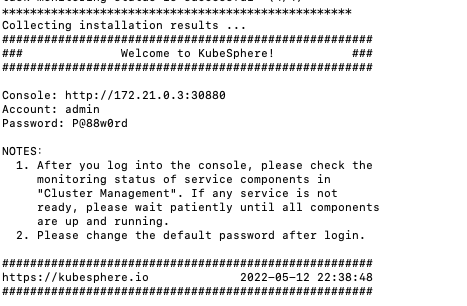 **************************************************
Collecting installation results ...
#####################################################
###              Welcome to KubeSphere!           ###
#####################################################
Console: http://172.21.0.3:30880
Account: admin
Password: P@88w0rd
NOTES:
1. After you log into the console, please check the
monitoring status of service components in
"Cluster Management". If any service is not
ready, please wait patiently until all components
are up and running.
2. Please change the default password after login.
#####################################################
https://kubesphere.io             2022-05-12 22:38:48
#####################################################